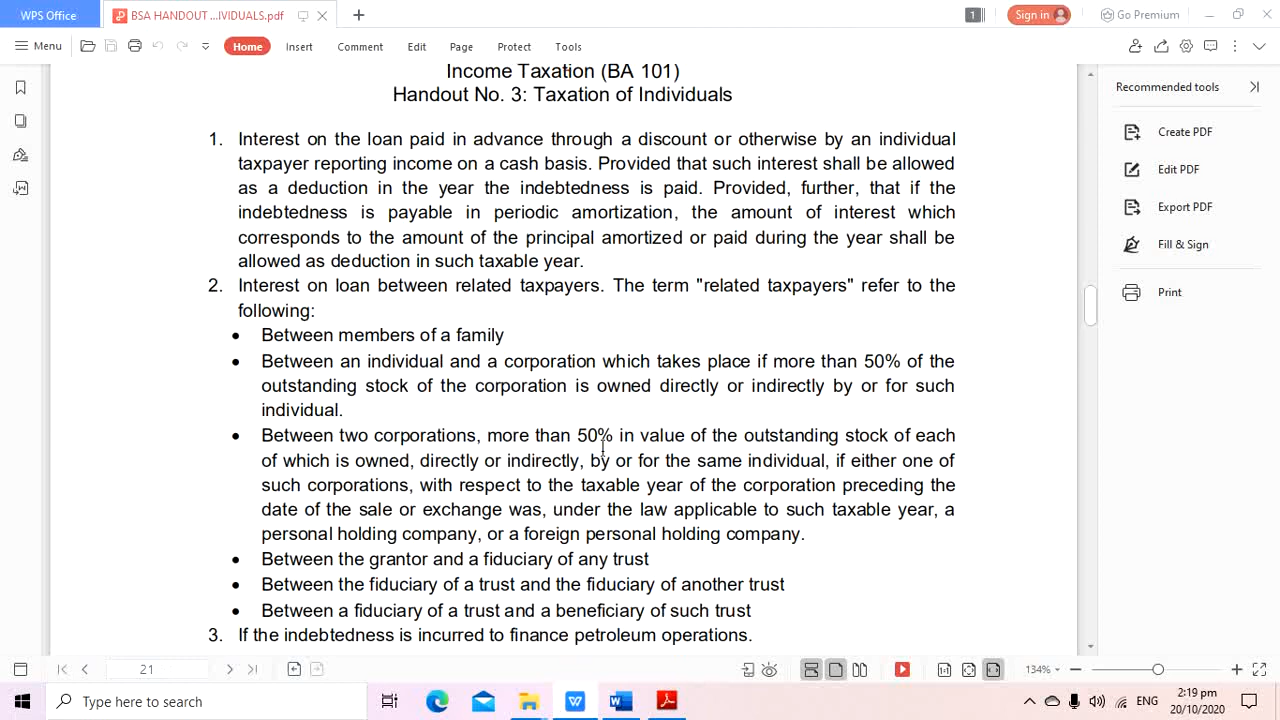 WPS Office
BSA HANDOUT ...IVIDUALS.pdf
1
Sign in
Go Premium
Menu
Home
Insert
Comment
Edit
Page
Protect
Tools
Income Taxation (BA 101)
Handout No. 3: Taxation of Individuals
1. Interest on the loan paid in advance through a discount or otherwise by an individual
taxpayer reporting income on a cash basis. Provided that such interest shall be allowed
as a deduction in the year the indebtedness is paid. Provided, further, that if the
indebtedness is payable in periodic amortization, the amount of interest which
corresponds to the amount of the principal amortized or paid during the year shall be
allowed as deduction in such taxable year.
2. Interest on loan between related taxpayers. The term "related taxpayers" refer to the
following:
• Between members of a family
• Between an individual and a corporation which takes place if more than 50% of the
outstanding stock of the corporation is owned directly or indirectly by or for such
individual.
• Between two corporations, more than 50% in value of the outstanding stock of each
of which is owned, directly or indirectly, by or for the same individual, if either one of
such corporations, with respect to the taxable year of the corporation preceding the
date of the sale or exchange was, under the law applicable to such taxable year, a
personal holding company, or a foreign personal holding company.
• Between the grantor and a fiduciary of any trust
• Between the fiduciary of a trust and the fiduciary of another trust
• Between a fiduciary of a trust and a beneficiary of such trust
3. If the indebtedness is incurred to finance petroleum operations.
Recommended tools
Create PDF
Edit PDF
Export PDF
Fill & Sign
Print
21
134%
Type here to search
ENG
2:19 pm
20/10/2020